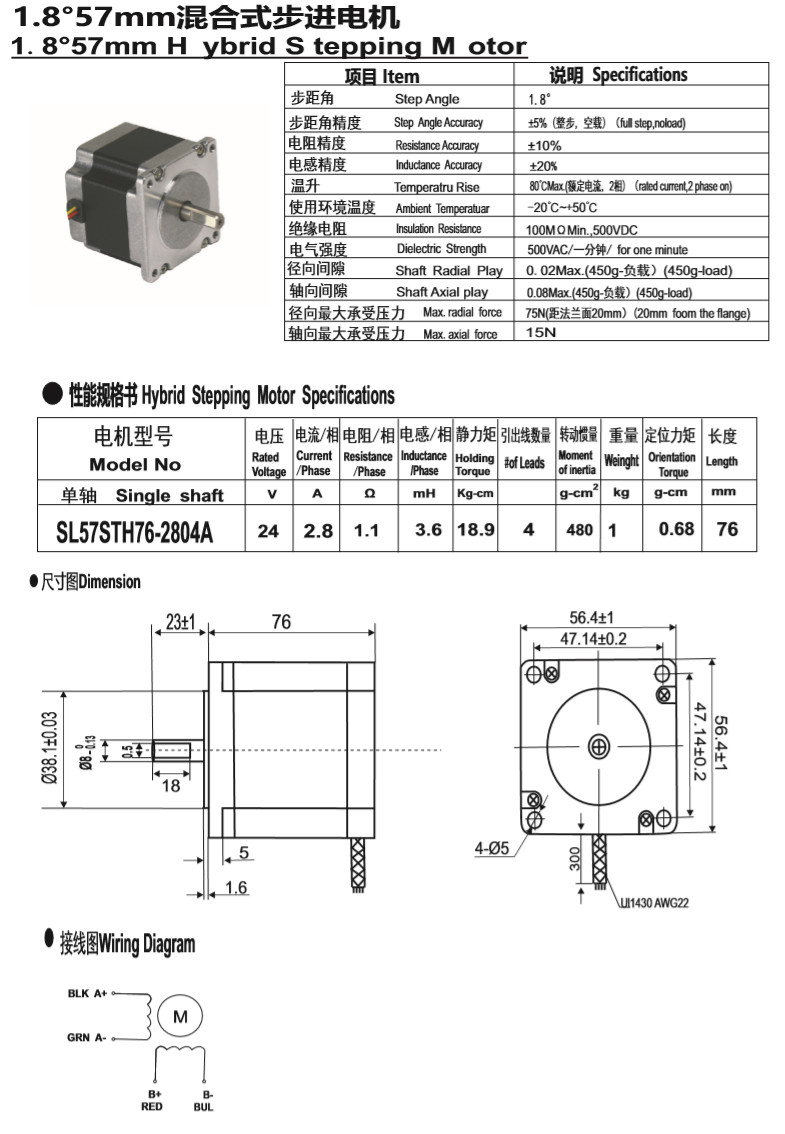 1.8°57mm混合式步进电机
1. 8°57mm H ybrid S tepping M otor
项目 Item 说明 Specifications
步距角 Step Angle 1.8°
步距角精度 Step Angle Accuracy ±5% (整步, 空载) (full step,noload)
电阻精度 Resistance Accuracy ±10%
电感精度 Inductance Accuracy ±20%
温升 Temperatru Rise 80℃Max.(额定电流, 2相) (rated current,2 phase on)
使用环境温度 Ambient Temperatuar -20℃~+50℃
绝缘电阻 Insulation Resistance 100MΩMin.,500VDC
电气强度 Dielectric Strength 500VAC/一分钟/ for one minute
径向间隙 Shaft Radial Play 0. 02Max.(450g-负载) (450g-load)
轴向间隙 Shaft Axial play 0.08Max.(450g-负载) (450g-load)
径向最大承受压力 Max. radial force 75N(距法兰面20mm) (20mm foom the flange)
轴向最大承受压力 Max. axial force 15N
● 性能规格书 Hybrid Stepping Motor Specifications
电机型号 电压 电流/相 电阻/相 电感/相 静力矩 引出线数量 转动惯量 重量 定位力矩 长度
Model No Rated Voltage Current /Phase Resistance /Phase Inductance /Phase Holding Torque #of Leads Moment of inertia Weinght Orientation Torque Length
单轴 Single shaft V A Ω mH Kg-cm g-cm² kg g-cm mm
SL57STH76-2804A 24 2.8 1.1 3.6 18.9 4 480 1 0.68 76
● 尺寸图Dimension
23±1
76
Ø38.1±0.03
Ø8 0 -0.13
0.5
18
5
1.6
56.4±1
47.14±0.2
47.14±0.2
56.4±1
4-Ø5
300
UI1430 AWG22
● 接线图Wiring Diagram
BLK A+
M
GRN A-
B+ B-
RED BUL